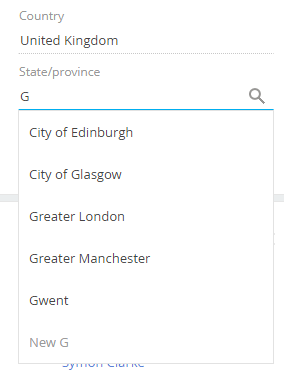 Country
United Kingdom
State/province
G
City of Edinburgh
City of Glasgow
Greater London
Greater Manchester
Gwent
New G
Symon Clarke